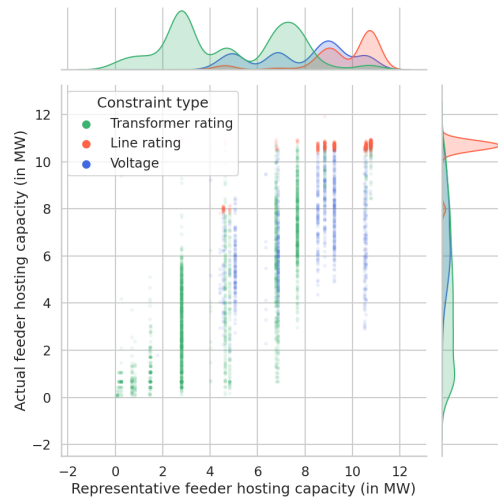 Constraint type
Transformer rating
Line rating
Voltage
12
10
8
6
4
2
0
−2
Actual feeder hosting capacity (in MW)
−2 0 2 4 6 8 10 12
Representative feeder hosting capacity (in MW)